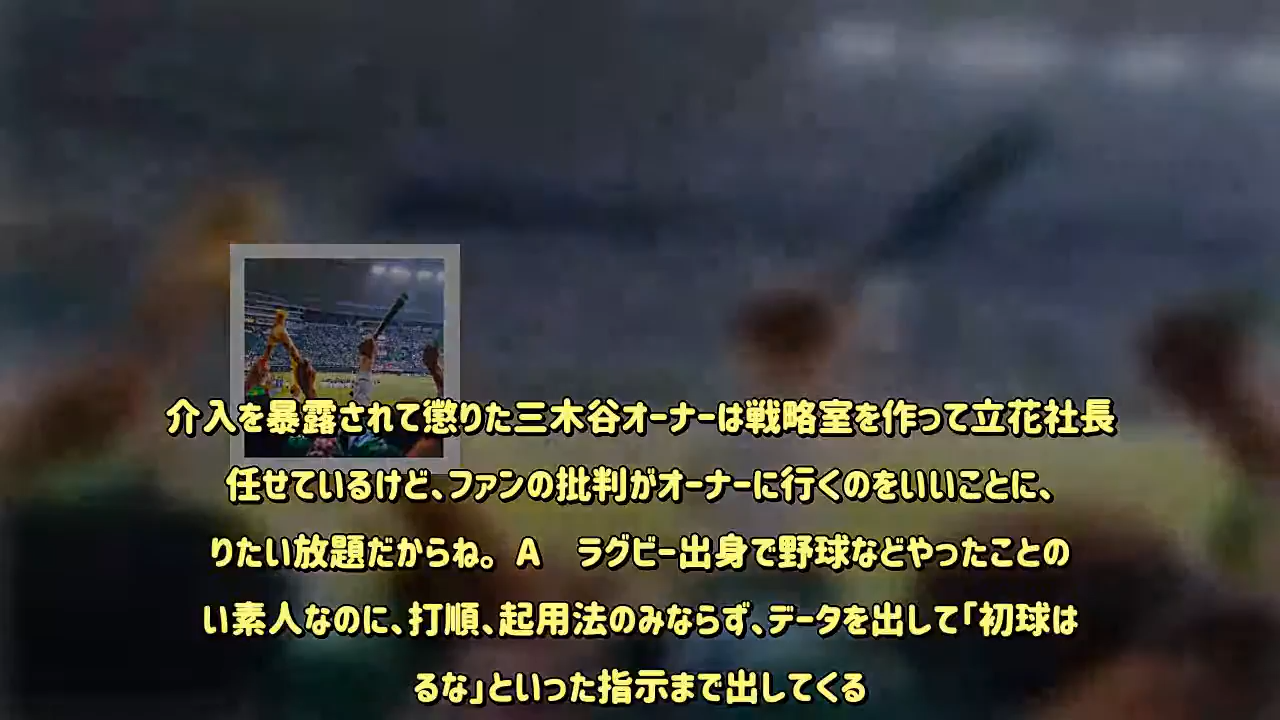 介入を暴露されて懲りた三木谷オーナーは戦略室を作って立花社長
任せているけど、ファンの批判がオーナーに行くのをいいことに、
りたい放題だからね。 A　ラグビー出身で野球などやったことの
い素人なのに、打順、起用法のみならず、データを出して「初球は
るな」といった指示まで出してくる